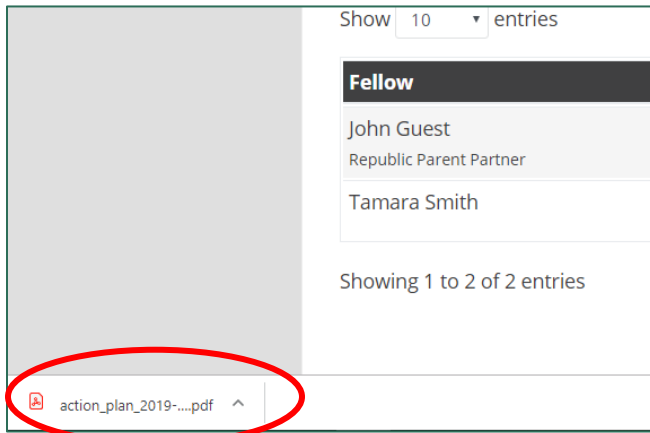 Show 10 entries
Fellow
John Guest
Republic Parent Partner
Tamara Smith
Showing 1 to 2 of 2 entries
action_plan_2019-....pdf